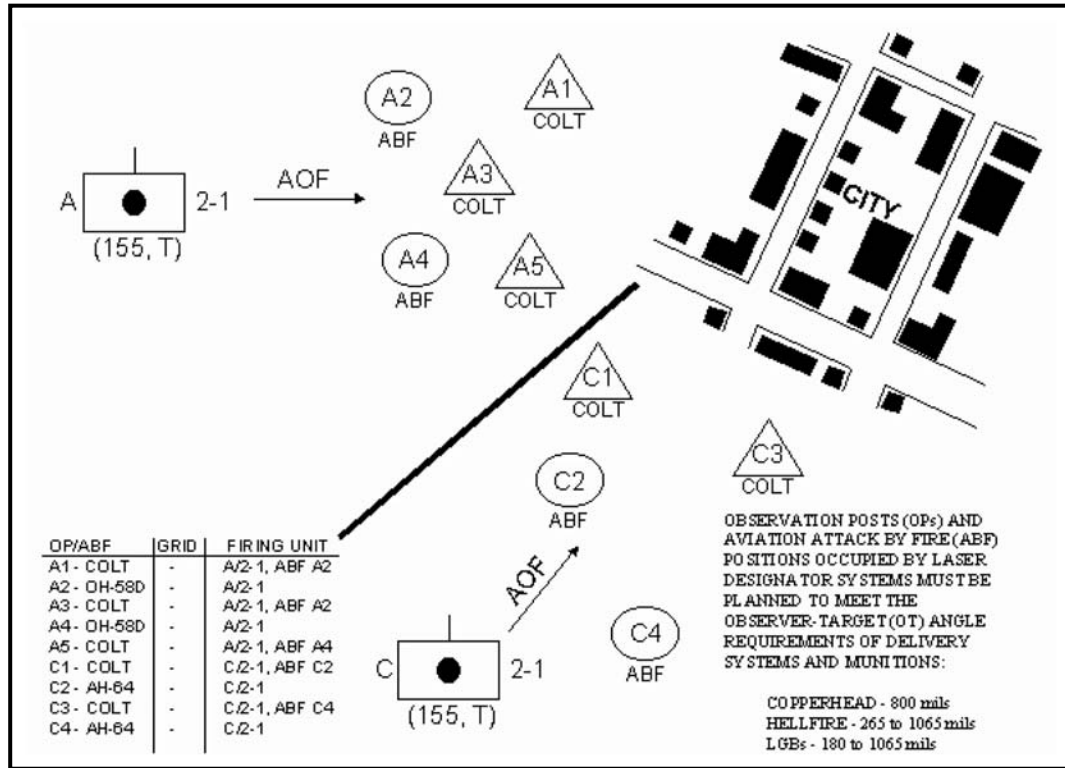 A2
ABF
A1
COLT
A3
COLT
A 2-1
(155, T)
AOF
A4
ABF
A5
COLT
CITY
C1
COLT
C2
ABF
C3
COLT
AOF
C 2-1
(155, T)
C4
ABF
OP/ABF GRID FIRING UNIT
A1 - COLT - A/2-1, ABF A2
A2 - OH-58D - A/2-1
A3 - COLT - A/2-1, ABF A2
A4 - OH-58D - A/2-1
A5 - COLT - A/2-1, ABF A4
C1 - COLT - C/2-1, ABF C2
C2 - AH-64 - C/2-1
C3 - COLT - C/2-1, ABF C4
C4 - AH-64 - C/2-1
OBSERVATION POSTS (OPs) AND
AVIATION ATTACK BY FIRE (ABF)
POSITIONS OCCUPIED BY LASER
DESIGNATOR SYSTEMS MUST BE
PLANNED TO MEET THE
OBSERVER-TARGET (OT) ANGLE
REQUIREMENTS OF DELIVERY
SYSTEMS AND MUNITIONS:
COPPERHEAD - 800 mils
HELLFIRE - 265 to 1065 mils
LGBs - 180 to 1065 mils